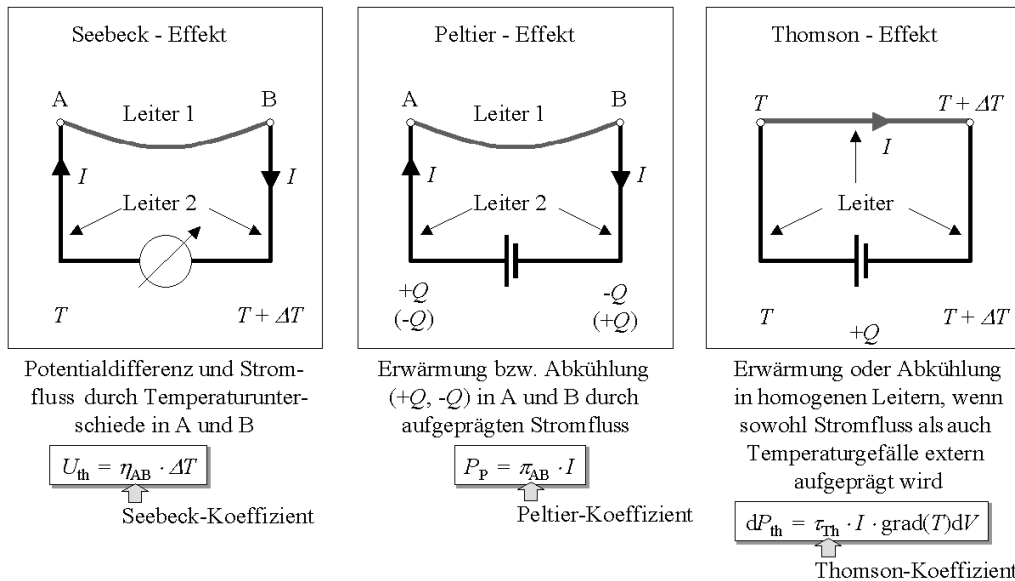 Seebeck - Effekt
A
B
Leiter 1
I
I
Leiter 2
T
T + ΔT
Potentialdifferenz und Strom-
fluss durch Temperaturunter-
schiede in A und B
U_th = η_AB · ΔT
Seebeck-Koeffizient
Peltier - Effekt
A
B
Leiter 1
I
I
Leiter 2
+Q
(-Q)
-Q
(+Q)
Erwärmung bzw. Abkühlung
(+Q, -Q) in A und B durch
aufgeprägten Stromfluss
P_P = π_AB · I
Peltier-Koeffizient
Thomson - Effekt
T
T + ΔT
I
Leiter
T
+Q
T + ΔT
Erwärmung oder Abkühlung
in homogenen Leitern, wenn
sowohl Stromfluss als auch
Temperaturgefälle extern
aufgeprägt wird
dP_th = τ_Th · I · grad(T)dV
Thomson-Koeffizient